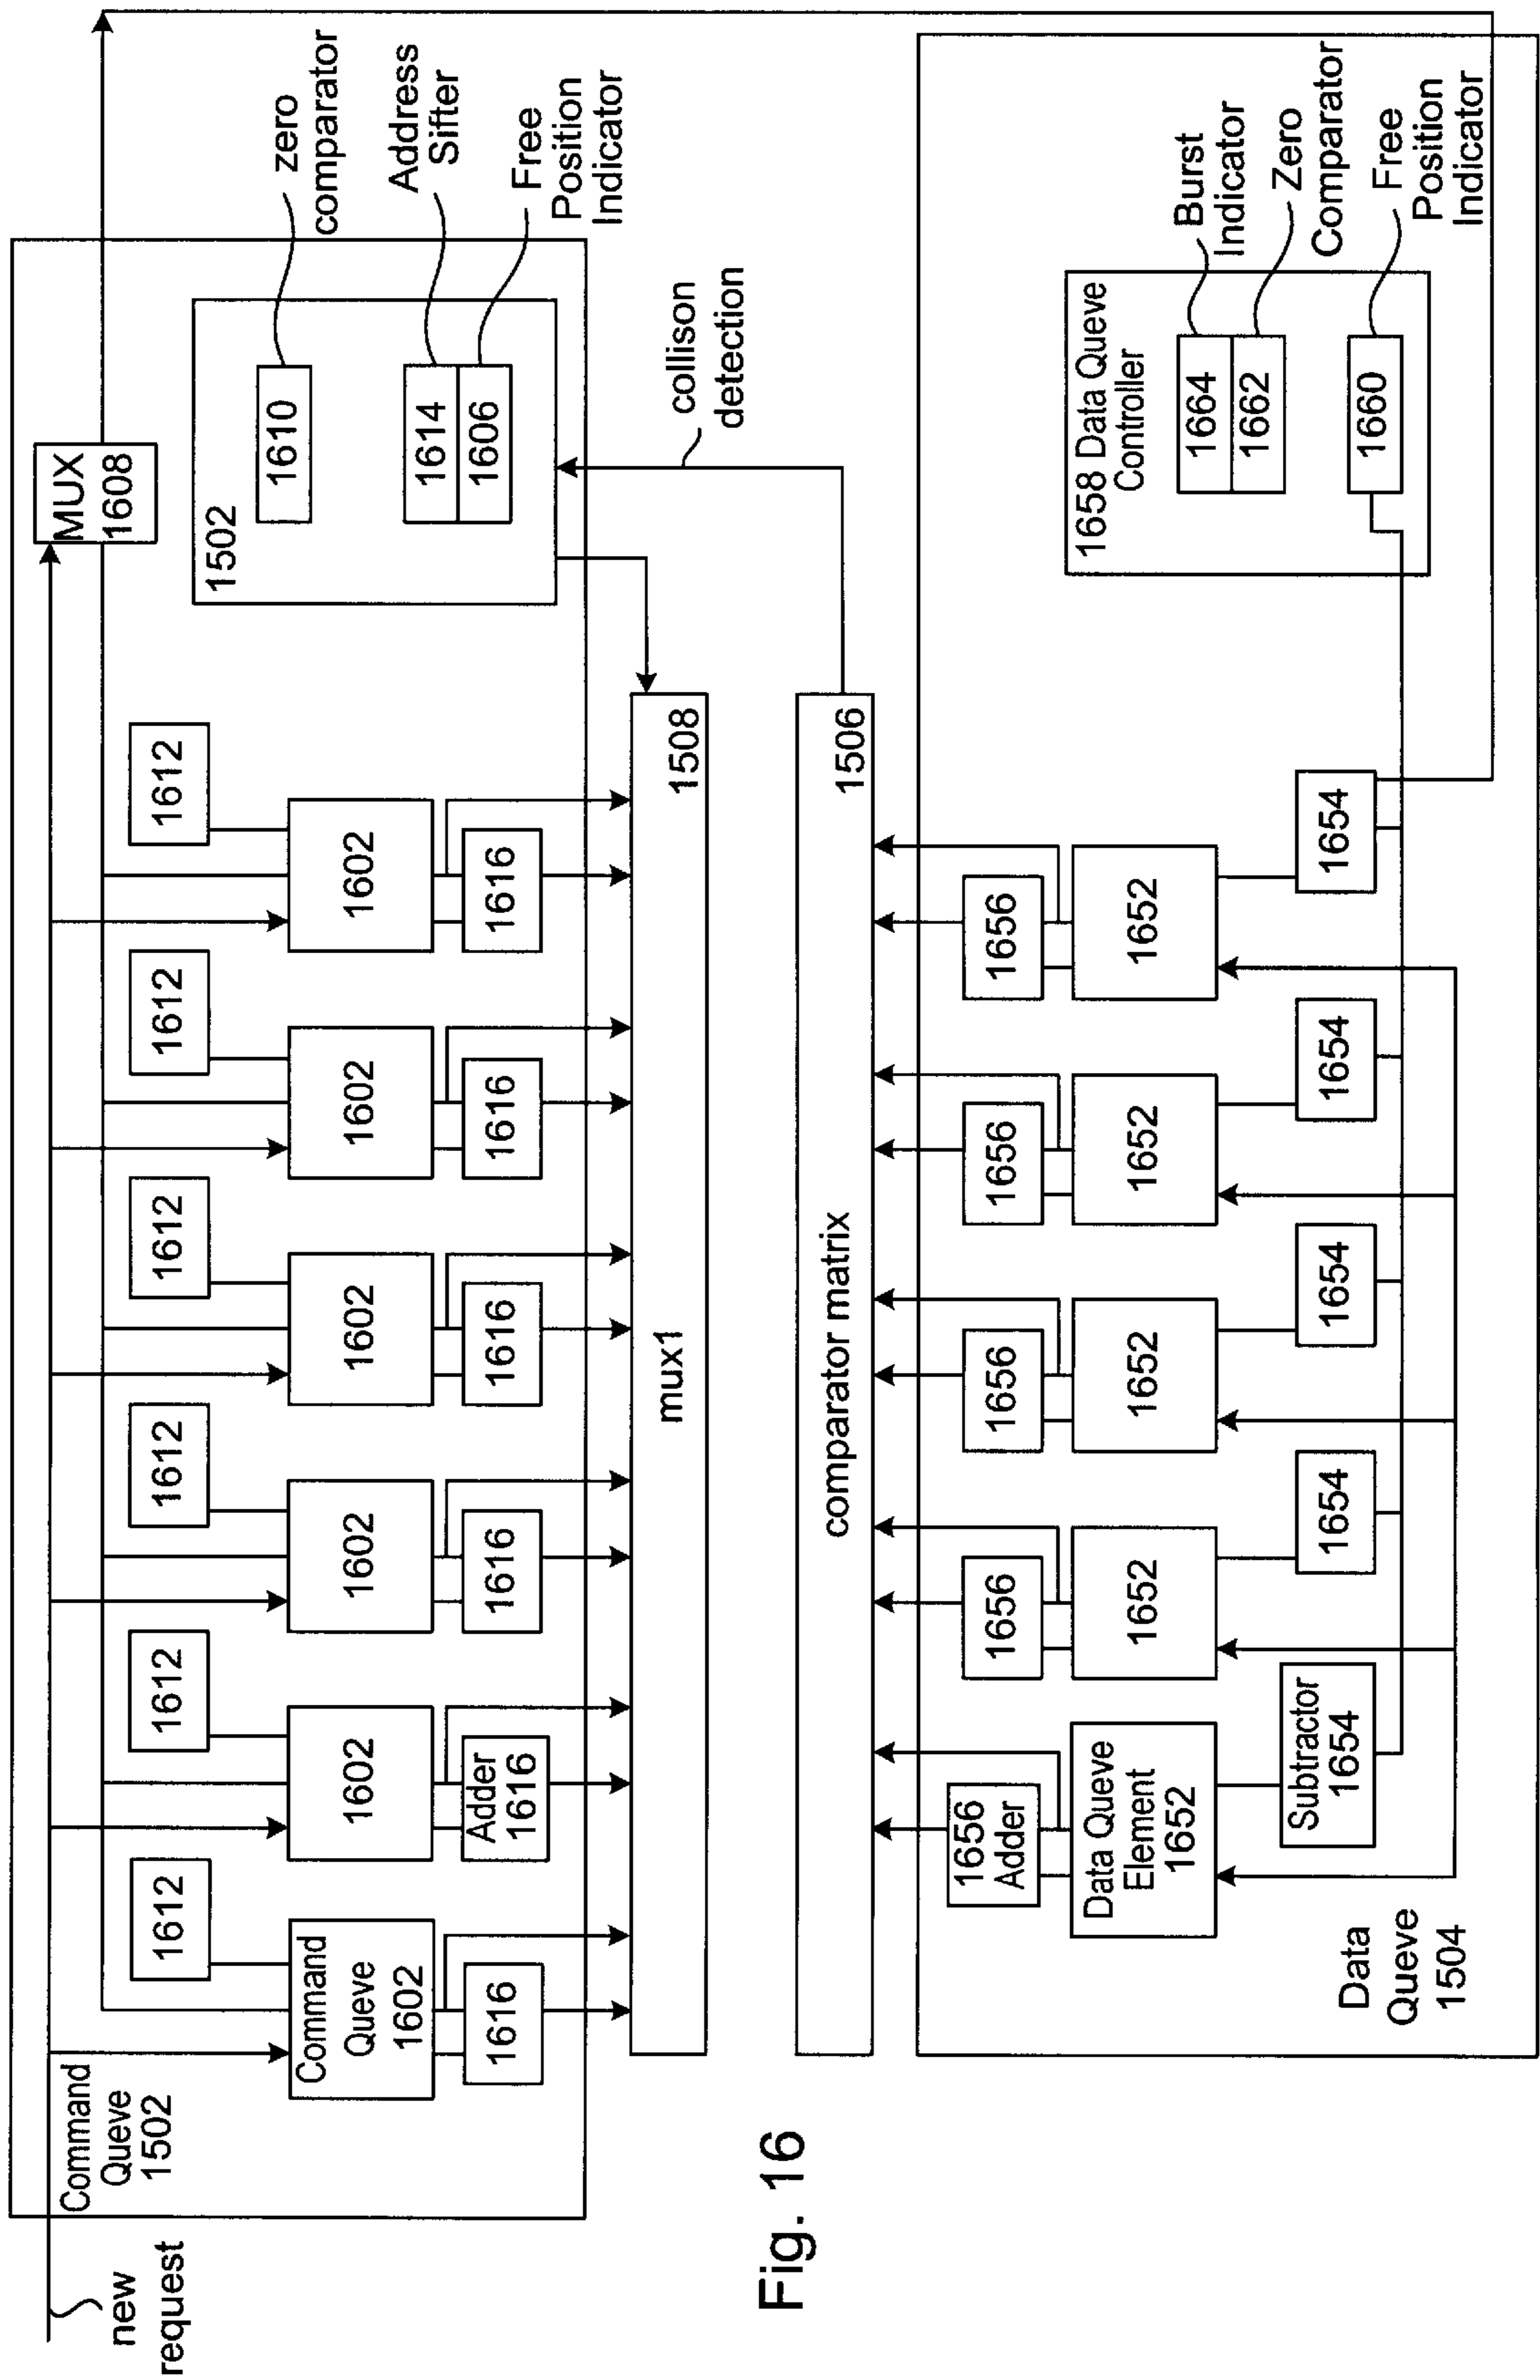 new
request
Command
Queve
1502
MUX
1608
1612
1612
1612
1612
1612
1612
Command
Queve
1602
1602
1602
1602
1602
1602
1616
Adder
1616
1616
1616
1616
1616
1502
1610
1614
1606
zero
comparator
Address
Sifter
Free
Position
Indicator
mux1
1508
collison
detection
comparator matrix
1506
1656
Adder
1656
1656
1656
1656
Data Queve
Element
1652
1652
1652
1652
1652
Subtractor
1654
1654
1654
1654
1654
Data
Queve
1504
1658 Data Queve
Controller
1664
1662
1660
Burst
Indicator
Zero
Comparator
Free
Position
Indicator
Fig. 16